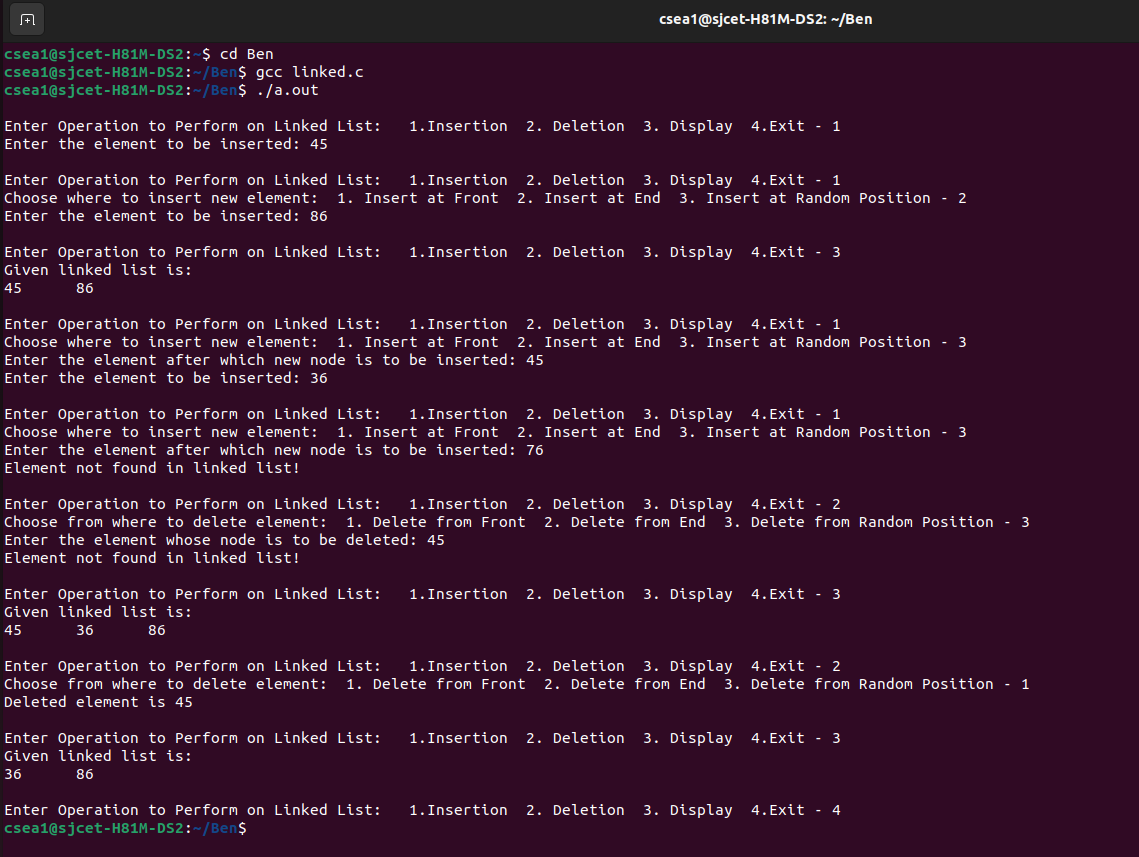 csea1@sjcet-H81M-DS2: ~/Ben
csea1@sjcet-H81M-DS2:~$ cd Ben
csea1@sjcet-H81M-DS2:~/Ben$ gcc linked.c
csea1@sjcet-H81M-DS2:~/Ben$ ./a.out
Enter Operation to Perform on Linked List:   1.Insertion  2. Deletion  3. Display  4.Exit - 1
Enter the element to be inserted: 45
Enter Operation to Perform on Linked List:   1.Insertion  2. Deletion  3. Display  4.Exit - 1
Choose where to insert new element:  1. Insert at Front  2. Insert at End  3. Insert at Random Position - 2
Enter the element to be inserted: 86
Enter Operation to Perform on Linked List:   1.Insertion  2. Deletion  3. Display  4.Exit - 3
Given linked list is:
45      86
Enter Operation to Perform on Linked List:   1.Insertion  2. Deletion  3. Display  4.Exit - 1
Choose where to insert new element:  1. Insert at Front  2. Insert at End  3. Insert at Random Position - 3
Enter the element after which new node is to be inserted: 45
Enter the element to be inserted: 36
Enter Operation to Perform on Linked List:   1.Insertion  2. Deletion  3. Display  4.Exit - 1
Choose where to insert new element:  1. Insert at Front  2. Insert at End  3. Insert at Random Position - 3
Enter the element after which new node is to be inserted: 76
Element not found in linked list!
Enter Operation to Perform on Linked List:   1.Insertion  2. Deletion  3. Display  4.Exit - 2
Choose from where to delete element:  1. Delete from Front  2. Delete from End  3. Delete from Random Position - 3
Enter the element whose node is to be deleted: 45
Element not found in linked list!
Enter Operation to Perform on Linked List:   1.Insertion  2. Deletion  3. Display  4.Exit - 3
Given linked list is:
45      36      86
Enter Operation to Perform on Linked List:   1.Insertion  2. Deletion  3. Display  4.Exit - 2
Choose from where to delete element:  1. Delete from Front  2. Delete from End  3. Delete from Random Position - 1
Deleted element is 45
Enter Operation to Perform on Linked List:   1.Insertion  2. Deletion  3. Display  4.Exit - 3
Given linked list is:
36      86
Enter Operation to Perform on Linked List:   1.Insertion  2. Deletion  3. Display  4.Exit - 4
csea1@sjcet-H81M-DS2:~/Ben$